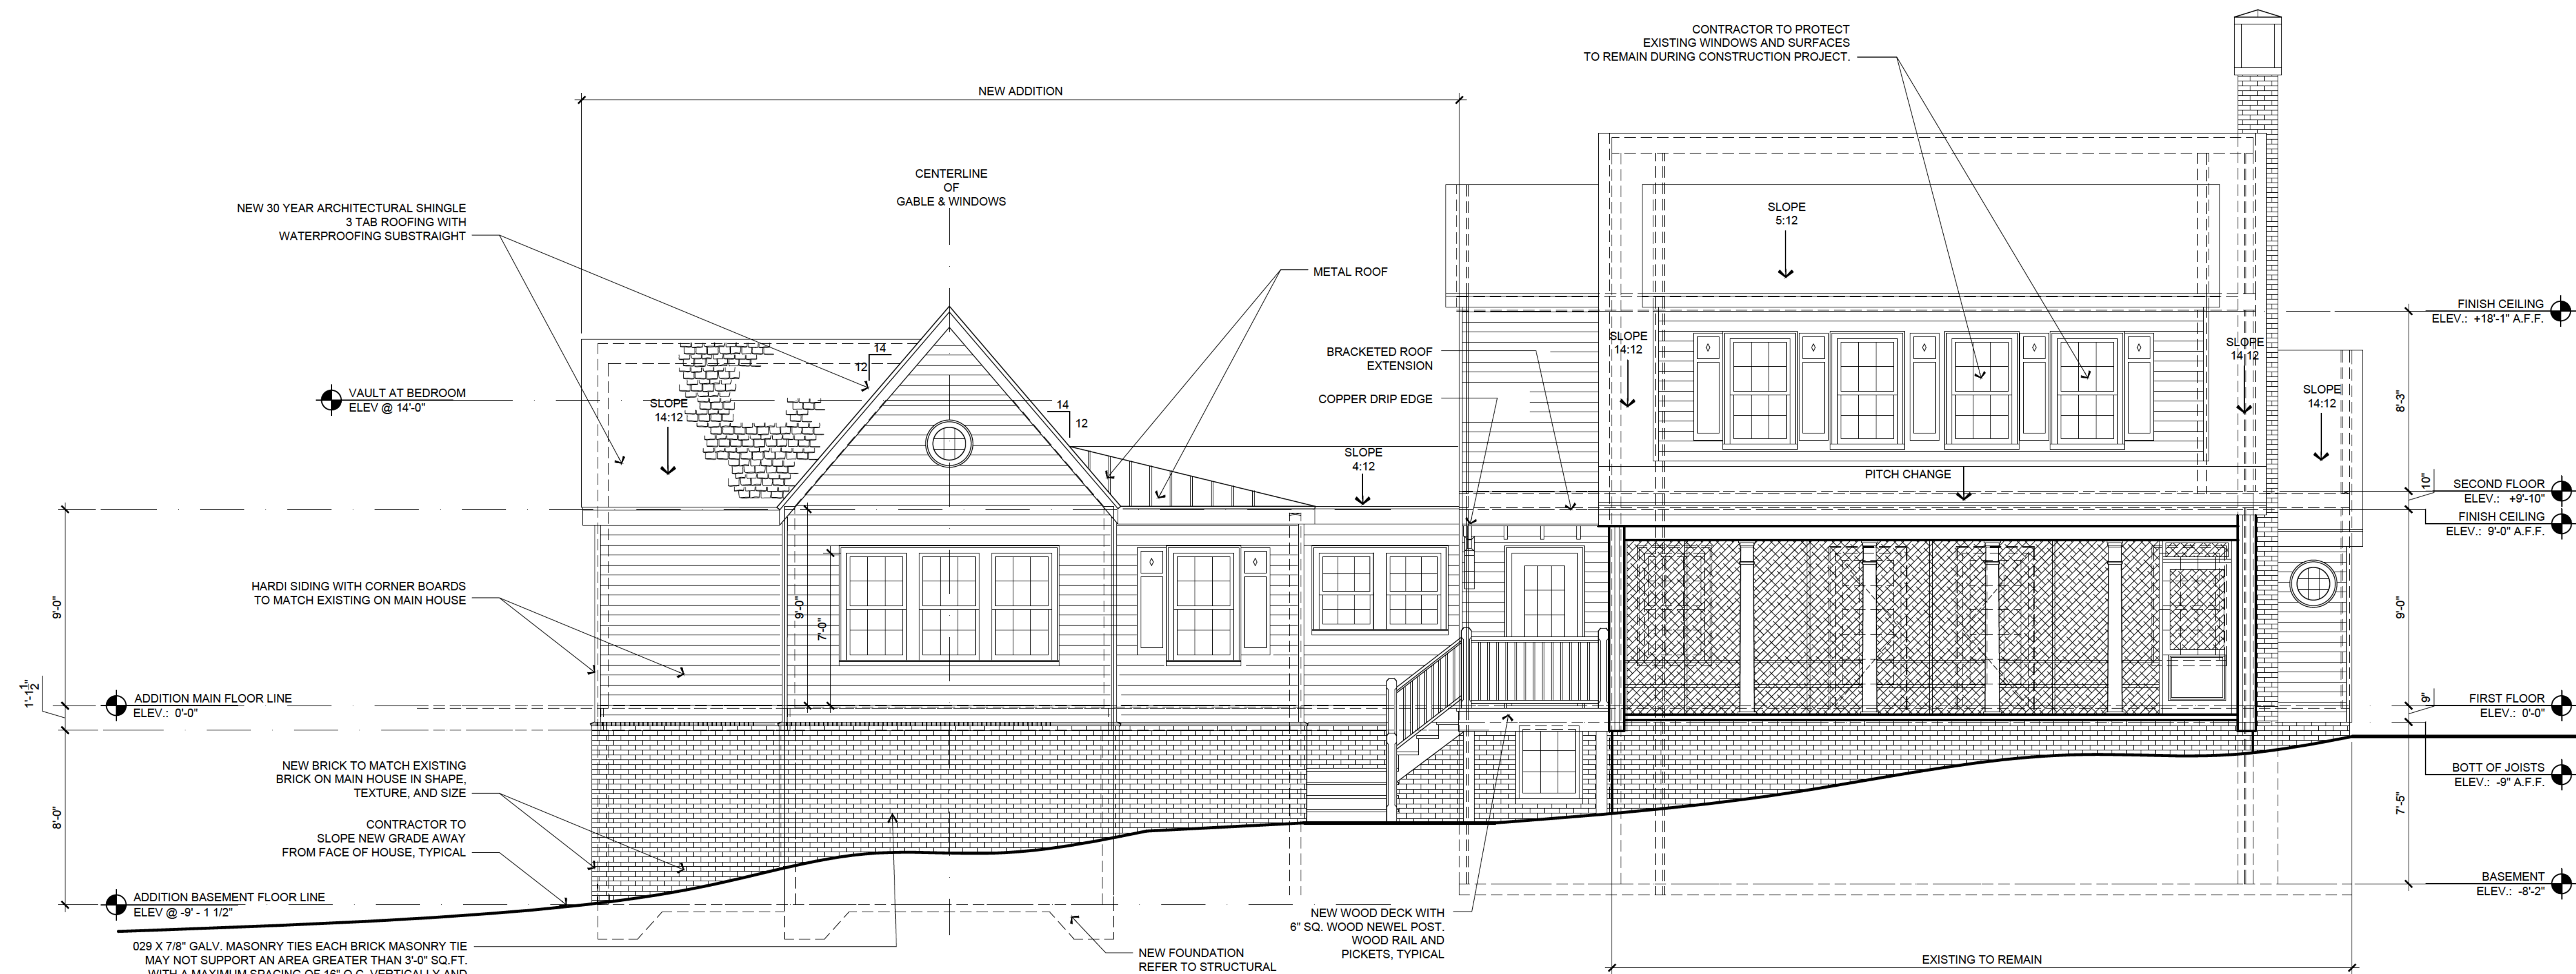 CONTRACTOR TO PROTECT
EXISTING WINDOWS AND SURFACES
TO REMAIN DURING CONSTRUCTION PROJECT.
NEW ADDITION
CENTERLINE
OF
GABLE & WINDOWS
NEW 30 YEAR ARCHITECTURAL SHINGLE
3 TAB ROOFING WITH
WATERPROOFING SUBSTRAIGHT
SLOPE
5:12
METAL ROOF
FINISH CEILING
ELEV.: +18'-1" A.F.F.
14
12
BRACKETED ROOF
EXTENSION
SLOPE
14:12
SLOPE
14:12
VAULT AT BEDROOM
ELEV @ 14'-0"
SLOPE
14:12
14
12
COPPER DRIP EDGE
SLOPE
14:12
8'-3"
SLOPE
4:12
PITCH CHANGE
10"
SECOND FLOOR
ELEV.: +9'-10"
FINISH CEILING
ELEV.: 9'-0" A.F.F.
HARDI SIDING WITH CORNER BOARDS
TO MATCH EXISTING ON MAIN HOUSE
9'-0"
9'-0"
7'-0"
9'-0"
1'-1 1/2"
ADDITION MAIN FLOOR LINE
ELEV.: 0'-0"
9"
FIRST FLOOR
ELEV.: 0'-0"
NEW BRICK TO MATCH EXISTING
BRICK ON MAIN HOUSE IN SHAPE,
TEXTURE, AND SIZE
BOTT OF JOISTS
ELEV.: -9" A.F.F.
8'-0"
7'-5"
CONTRACTOR TO
SLOPE NEW GRADE AWAY
FROM FACE OF HOUSE, TYPICAL
ADDITION BASEMENT FLOOR LINE
ELEV @ -9' - 1 1/2"
BASEMENT
ELEV.: -8'-2"
NEW WOOD DECK WITH
6" SQ. WOOD NEWEL POST.
WOOD RAIL AND
PICKETS, TYPICAL
029 X 7/8" GALV. MASONRY TIES EACH BRICK MASONRY TIE
MAY NOT SUPPORT AN AREA GREATER THAN 3'-0" SQ.FT.
WITH A MAXIMUM SPACING OF 16" O.C. VERTICALLY AND
NEW FOUNDATION
REFER TO STRUCTURAL
EXISTING TO REMAIN